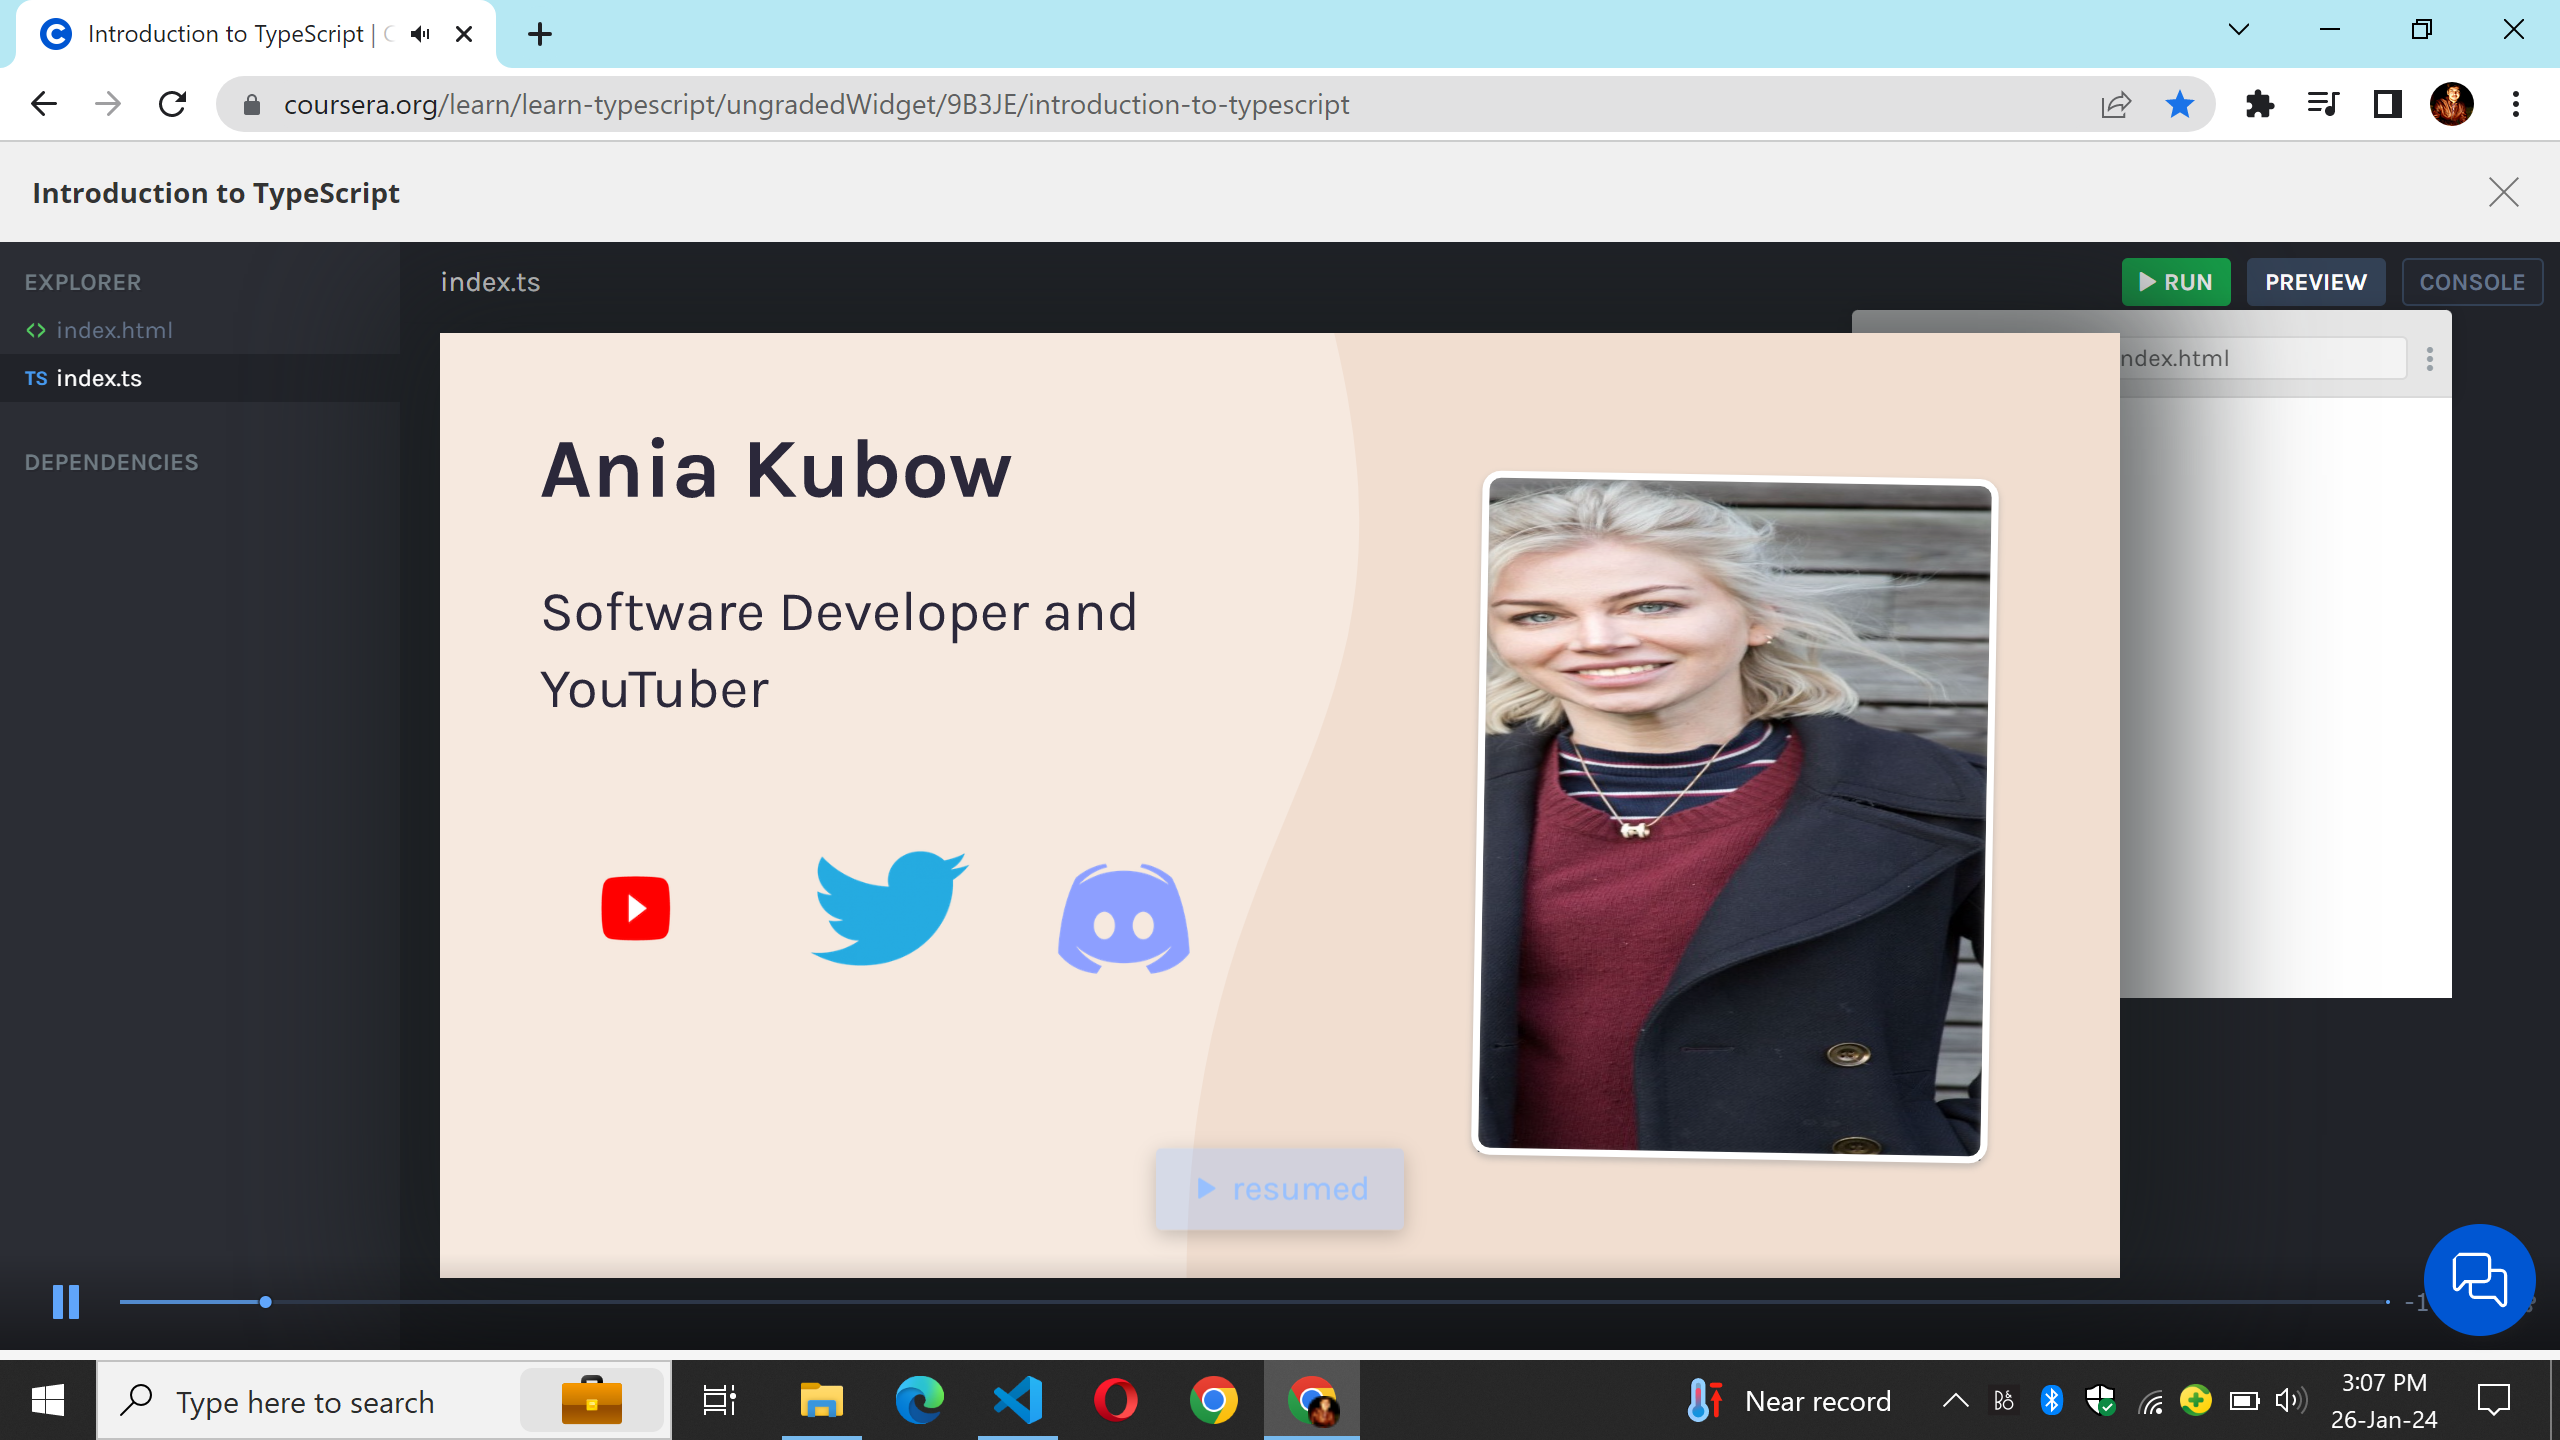 Introduction to TypeScript |
coursera.org/learn/learn-typescript/ungradedWidget/9B3JE/introduction-to-typescript
Introduction to TypeScript
EXPLORER
<> index.html
TS index.ts
DEPENDENCIES
index.ts
RUN
PREVIEW
CONSOLE
ndex.html
Ania Kubow
Software Developer and
YouTuber
resumed
-1
Type here to search
Near record
3:07 PM
26-Jan-24